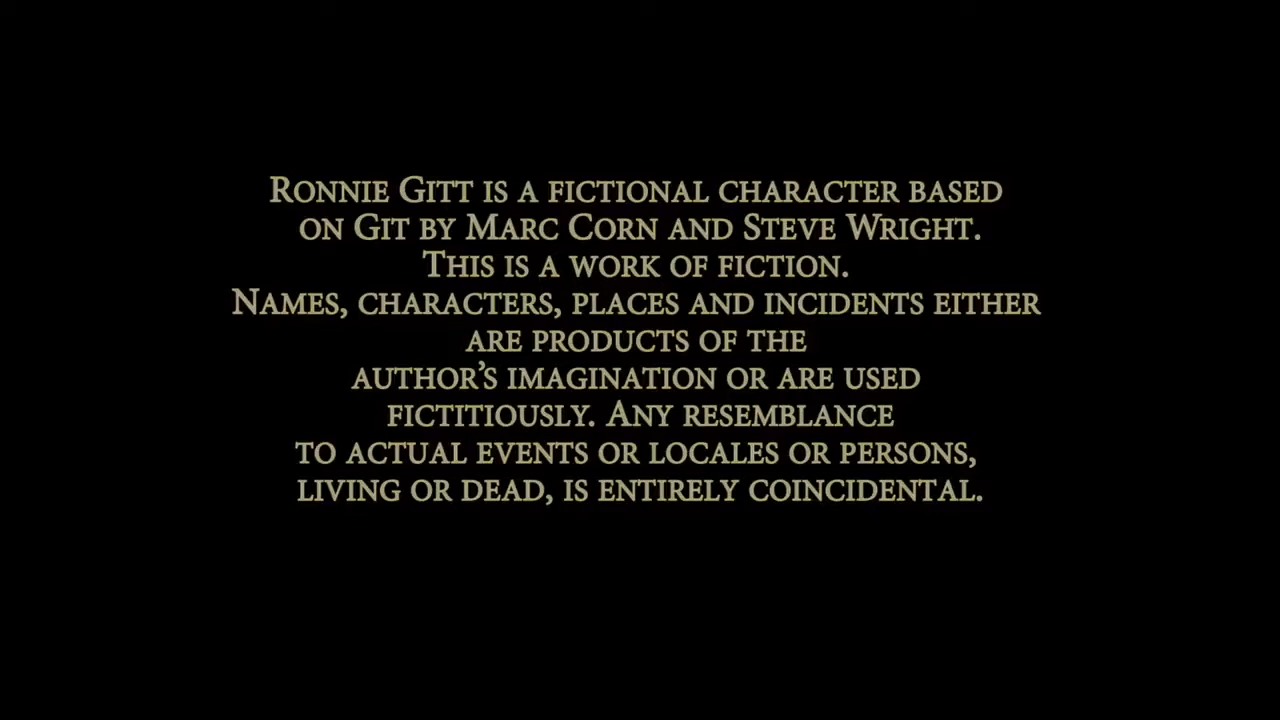 Ronnie Gitt is a fictional character based
on Git by Marc Corn and Steve Wright.
This is a work of fiction.
Names, characters, places and incidents either
are products of the
author’s imagination or are used
fictitiously. Any resemblance
to actual events or locales or persons,
living or dead, is entirely coincidental.